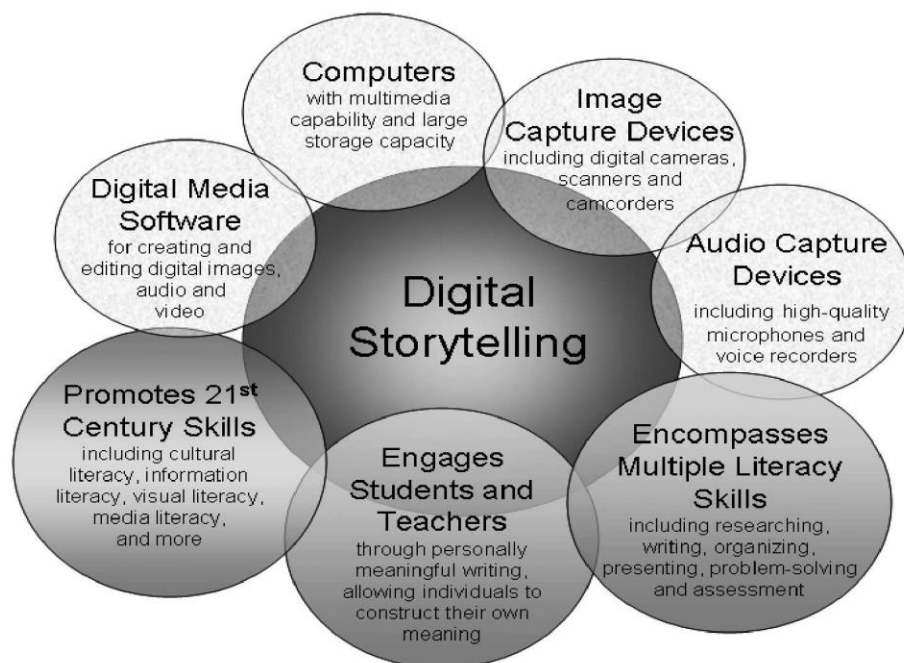 Computers
with multimedia
capability and large
storage capacity
Image
Capture Devices
including digital cameras,
scanners and
camcorders
Digital Media
Software
for creating and
editing digital images,
audio and
video
Audio Capture
Devices
including high-quality
microphones and
voice recorders
Digital
Storytelling
Promotes 21st
Century Skills
including cultural
literacy, information
literacy, visual literacy,
media literacy,
and more
Engages
Students and
Teachers
through personally
meaningful writing,
allowing individuals to
construct their own
meaning
Encompasses
Multiple Literacy
Skills
including researching,
writing, organizing,
presenting, problem-solving
and assessment